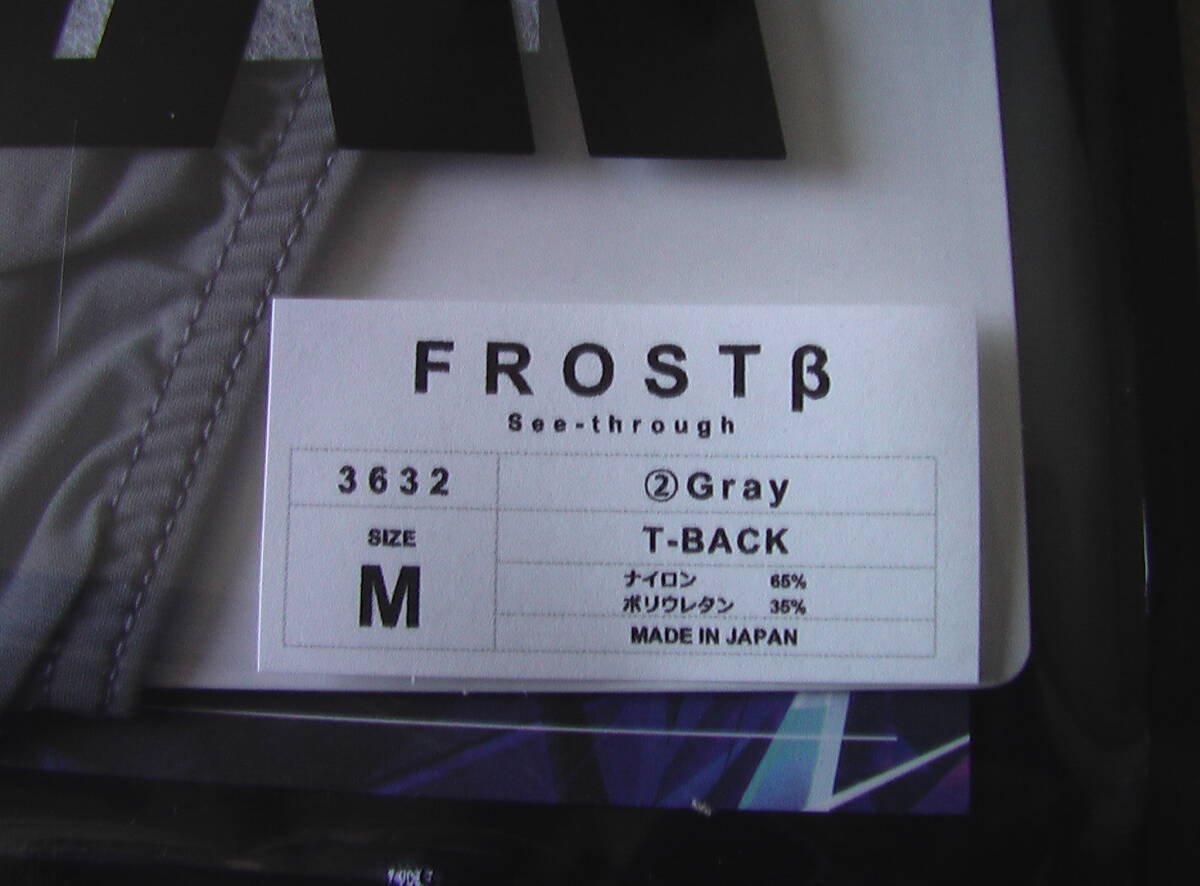 FROSTβ
See-through
3632
②Gray
SIZE
M
T-BACK
ナイロン 65%
ポリウレタン 35%
MADE IN JAPAN